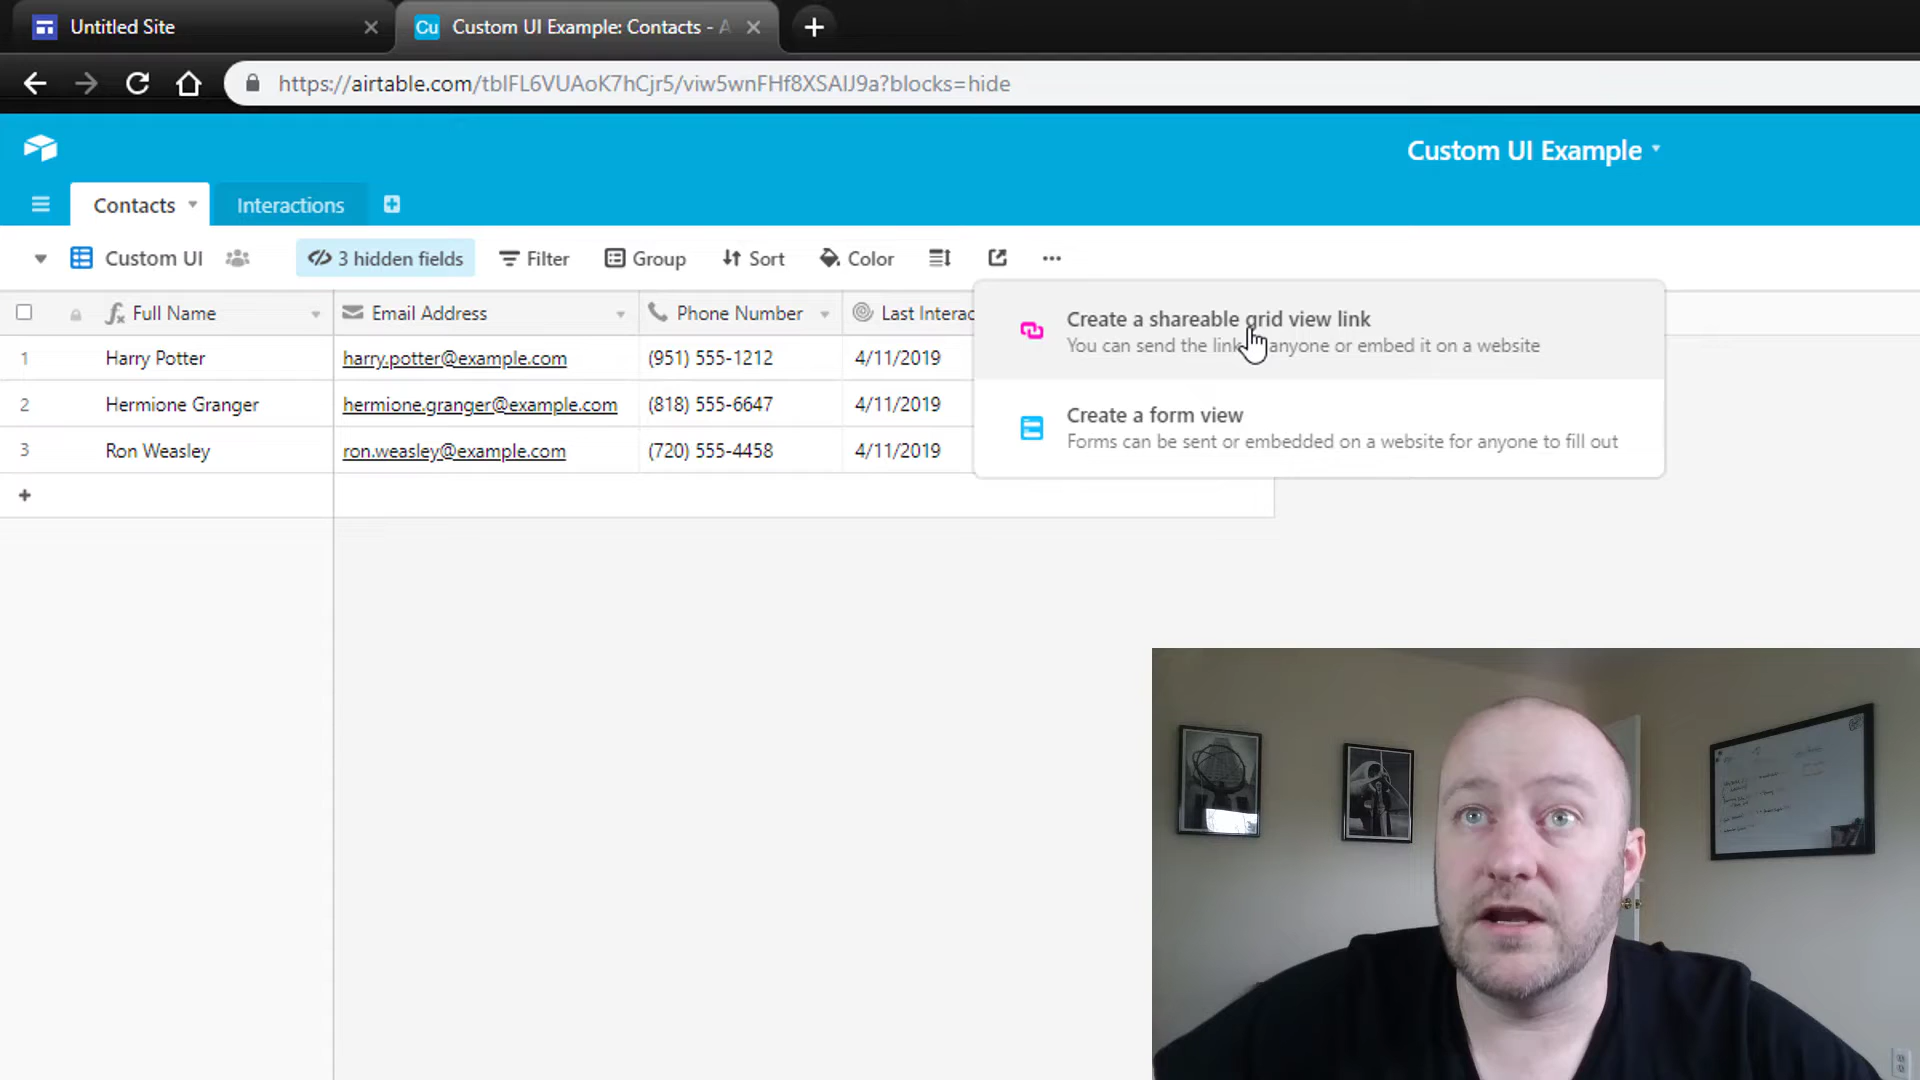 Untitled Site
Cu Custom UI Example: Contacts - A
https://airtable.com/tblFL6VUAoK7hCjr5/viw5wnFHf8XSAIJ9a?blocks=hide
Custom UI Example
Contacts Interactions
Custom UI 3 hidden fields Filter Group Sort Color
Full Name Email Address Phone Number Last Interac
1 Harry Potter harry.potter@example.com (951) 555-1212 4/11/2019
2 Hermione Granger hermione.granger@example.com (818) 555-6647 4/11/2019
3 Ron Weasley ron.weasley@example.com (720) 555-4458 4/11/2019
Create a shareable grid view link
You can send the link anyone or embed it on a website
Create a form view
Forms can be sent or embedded on a website for anyone to fill out